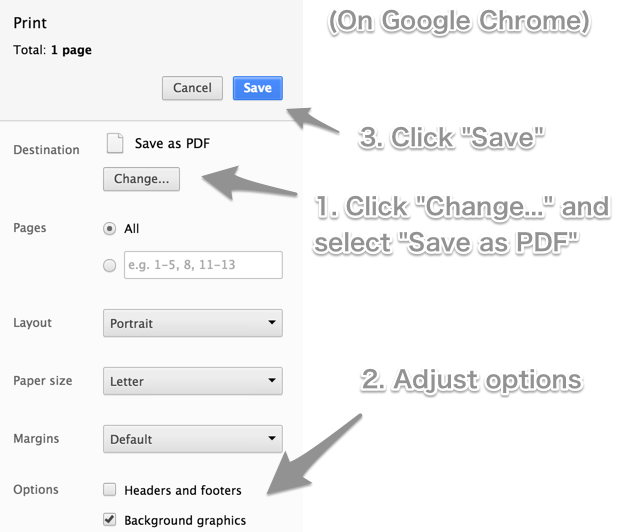 Print
(On Google Chrome)
Total: 1 page
Cancel
Save
3. Click "Save"
Destination
Save as PDF
Change...
1. Click "Change..." and
select "Save as PDF"
Pages
All
e.g. 1-5, 8, 11-13
Layout
Portrait
Paper size
Letter
2. Adjust options
Margins
Default
Options
Headers and footers
Background graphics